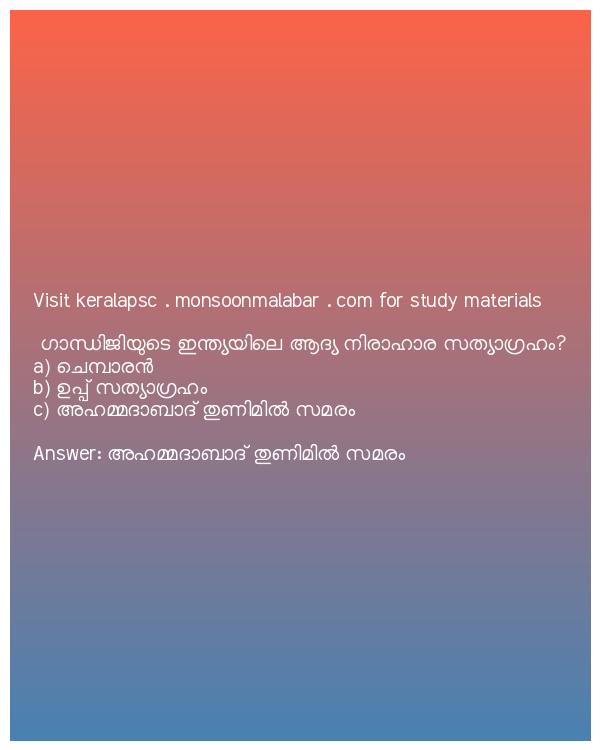 Visit keralapsc . monsoonmalabar . com for study materials
ഗാന്ധിജിയുടെ ഇന്ത്യയിലെ ആദ്യ നിരാഹാര സത്യാഗ്രഹം?
a) ചെമ്പാരൻ
b) ഉപ്പ് സത്യാഗ്രഹം
c) അഹമ്മദാബാദ് തുണിമിൽ സമരം
Answer: അഹമ്മദാബാദ് തുണിമിൽ സമരം